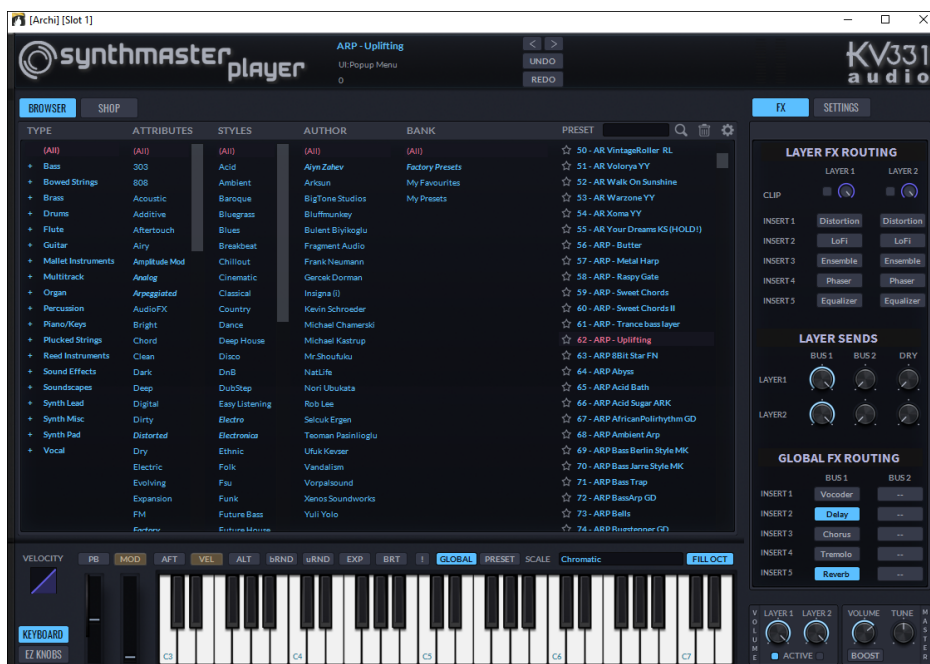 [Archi] [Slot 1]
synthmaster player
ARP - Uplifting
UI:Popup Menu
0
< >
UNDO
REDO
KV331 audio
BROWSER SHOP
FX SETTINGS
TYPE ATTRIBUTES STYLES AUTHOR BANK PRESET
(All) (All) (All) (All) (All) 50 - AR VintageRoller RL
+ Bass 303 Acid Aiyn Zahev Factory Presets 51 - AR Volorya YY
+ Bowed Strings 808 Ambient Arksun My Favourites 52 - AR Walk On Sunshine
+ Brass Acoustic Baroque BigTone Studios My Presets 53 - AR Warzone YY
+ Drums Additive Bluegrass Bluffmunkey 54 - AR Xoma YY
+ Flute Aftertouch Blues Bulent Biyikoglu 55 - AR Your Dreams KS (HOLD!)
+ Guitar Airy Breakbeat Fragment Audio 56 - ARP - Butter
+ Mallet Instruments Amplitude Mod Chillout Frank Neumann 57 - ARP - Metal Harp
+ Multitrack Analog Cinematic Gercek Dorman 58 - ARP - Raspy Gate
+ Organ Arpeggiated Classical Insigna (i) 59 - ARP - Sweet Chords
+ Percussion AudioFX Country Kevin Schroeder 60 - ARP - Sweet Chords II
+ Piano/Keys Bright Dance Michael Chamerski 61 - ARP - Trance bass layer
+ Plucked Strings Chord Deep House Michael Kastrup 62 - ARP - Uplifting
+ Reed Instruments Clean Disco Mr.Shoufuku 63 - ARP 8Bit Star FN
+ Sound Effects Dark DnB NatLife 64 - ARP Abyss
+ Soundscapes Deep DubStep Nori Ubukata 65 - ARP Acid Bath
+ Synth Lead Digital Easy Listening Rob Lee 66 - ARP Acid Sugar ARK
+ Synth Misc Dirty Electro Selcuk Ergen 67 - ARP AfricanPolirhythm GD
+ Synth Pad Distorted Electronica Teoman Pasinlioglu 68 - ARP Ambient Arp
+ Vocal Dry Ethnic Ufuk Kevser 69 - ARP Bass Berlin Style MK
Electric Folk Vandalism 70 - ARP Bass Jarre Style MK
Evolving Fsu Vorpalsound 71 - ARP Bass Trap
Expansion Funk Xenos Soundworks 72 - ARP BassArp GD
FM Future Bass Yuli Yolo 73 - ARP Bells
Factory Future House 74 - ARP Bugstepper GD
LAYER FX ROUTING
LAYER 1 LAYER 2
CLIP
INSERT 1 Distortion Distortion
INSERT 2 LoFi LoFi
INSERT 3 Ensemble Ensemble
INSERT 4 Phaser Phaser
INSERT 5 Equalizer Equalizer
LAYER SENDS
BUS 1 BUS 2 DRY
LAYER1
LAYER2
GLOBAL FX ROUTING
BUS 1 BUS 2
INSERT 1 Vocoder --
INSERT 2 Delay --
INSERT 3 Chorus --
INSERT 4 Tremolo --
INSERT 5 Reverb --
VELOCITY PB MOD AFT VEL ALT bRND uRND EXP BRT ! GLOBAL PRESET SCALE Chromatic FILL OCT
KEYBOARD
EZ KNOBS
C3 C4 C5 C6 C7
VOLUME LAYER 1 LAYER 2 VOLUME TUNE MASTER
ACTIVE BOOST